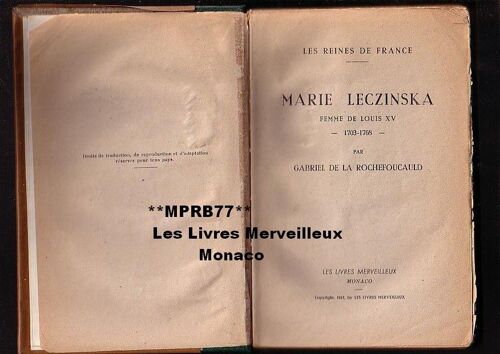 Droits de traduction, de reproduction et d'adaptation
réservés pour tous pays.
**MPRB77**
Les Livres Merveilleux
Monaco
LES REINES DE FRANCE
MARIE LECZINSKA
FEMME DE LOUIS XV
— 1703-1768 —
PAR
GABRIEL DE LA ROCHEFOUCAULD
LES LIVRES MERVEILLEUX
MONACO
Copyright, by LES LIVRES MERVEILLEUX